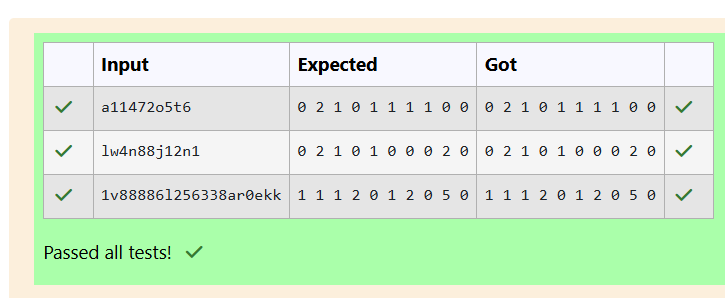 Input Expected Got
a11472o5t6 0 2 1 0 1 1 1 1 0 0 0 2 1 0 1 1 1 1 0 0
lw4n88j12n1 0 2 1 0 1 0 0 0 2 0 0 2 1 0 1 0 0 0 2 0
1v88886l256338ar0ekk 1 1 1 2 0 1 2 0 5 0 1 1 1 2 0 1 2 0 5 0
Passed all tests!